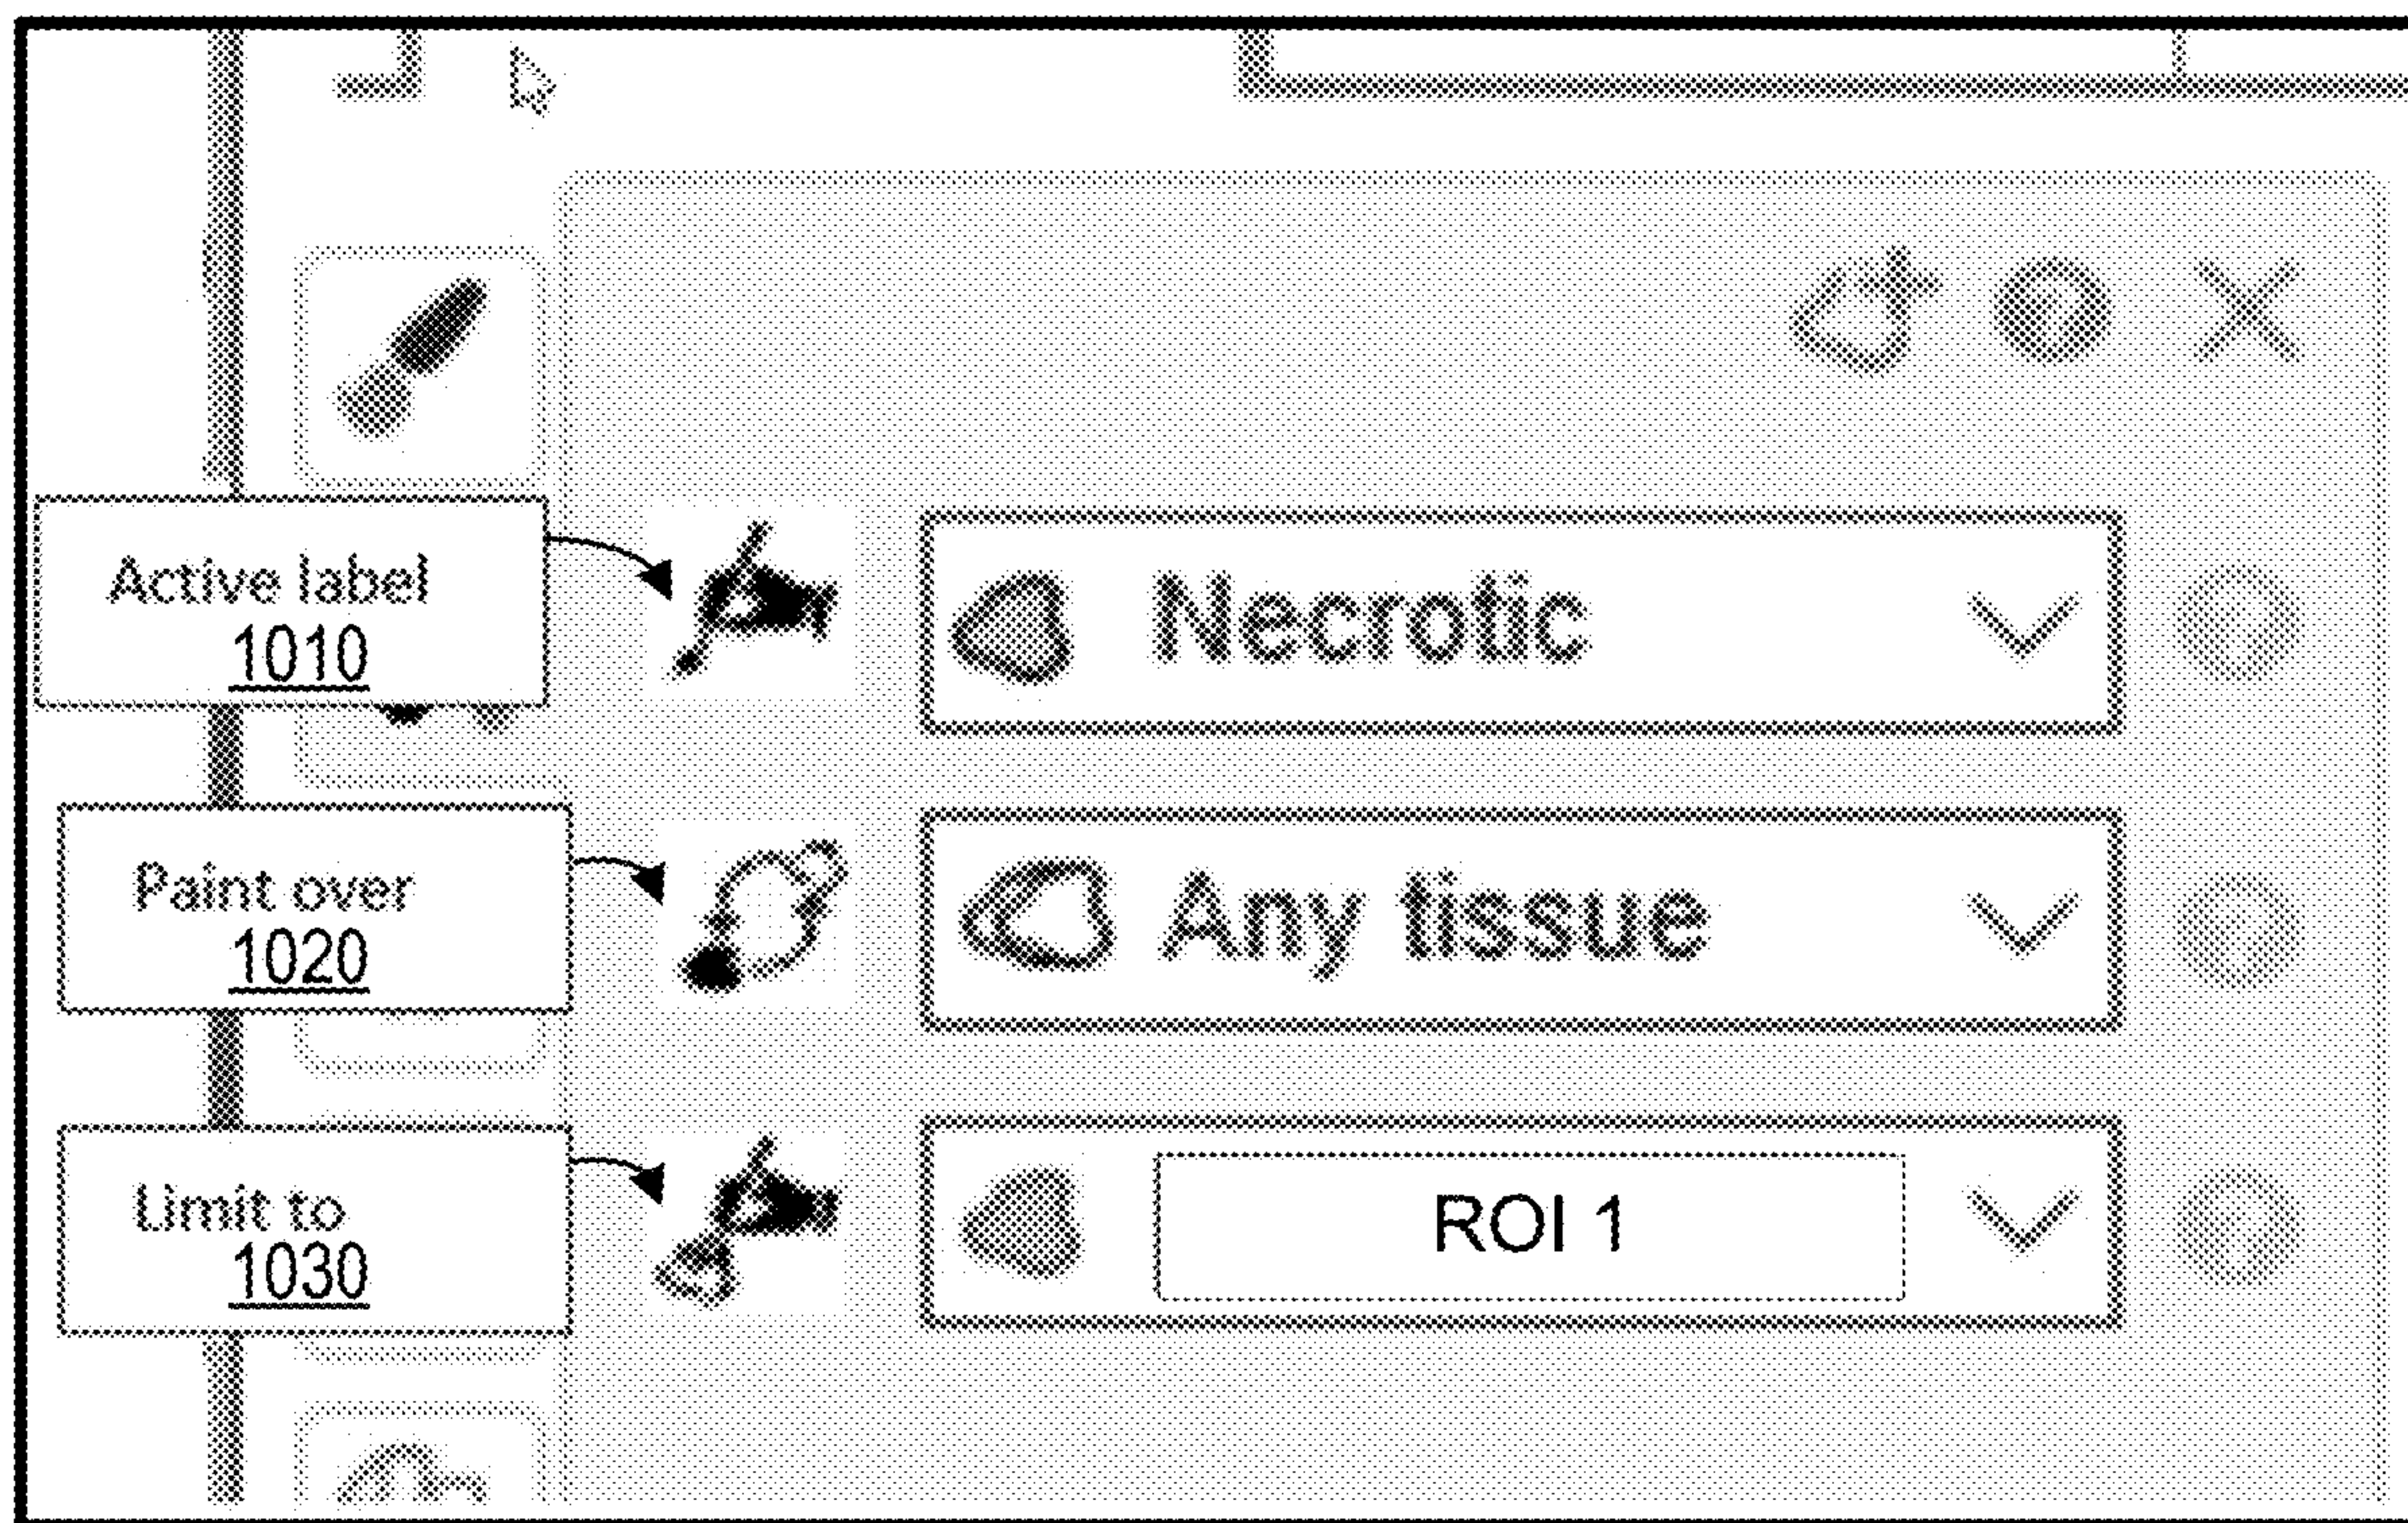 Active label
1010
Necrotic
Paint over
1020
Any tissue
Limit to
1030
ROI 1